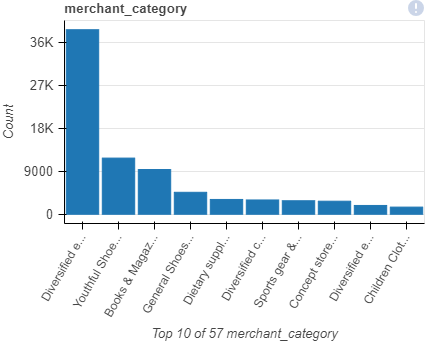 merchant_category
!
36K
27K
18K
9000
0
Count
Diversified e...
Youthful Shoe...
Books & Magaz...
General Shoes...
Dietary suppl...
Diversified c...
Sports gear &...
Concept store...
Diversified e...
Children Clot...
Top 10 of 57 merchant_category